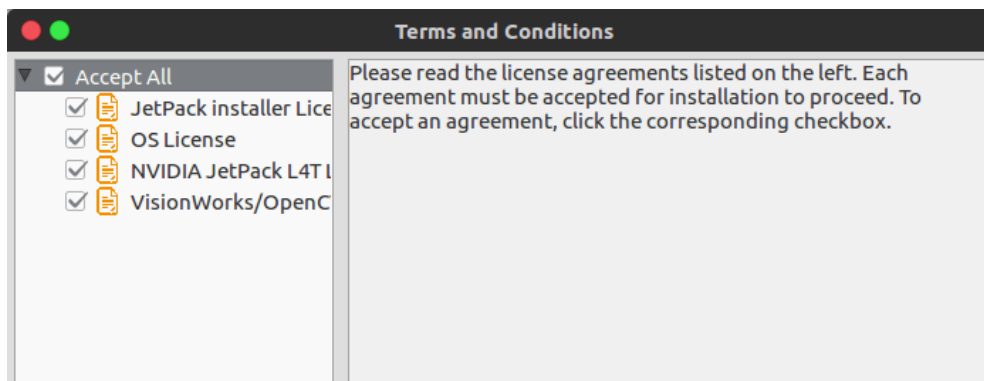 Terms and Conditions
Accept All
JetPack installer Lice
OS License
NVIDIA JetPack L4T L
VisionWorks/OpenC
Please read the license agreements listed on the left. Each
agreement must be accepted for installation to proceed. To
accept an agreement, click the corresponding checkbox.